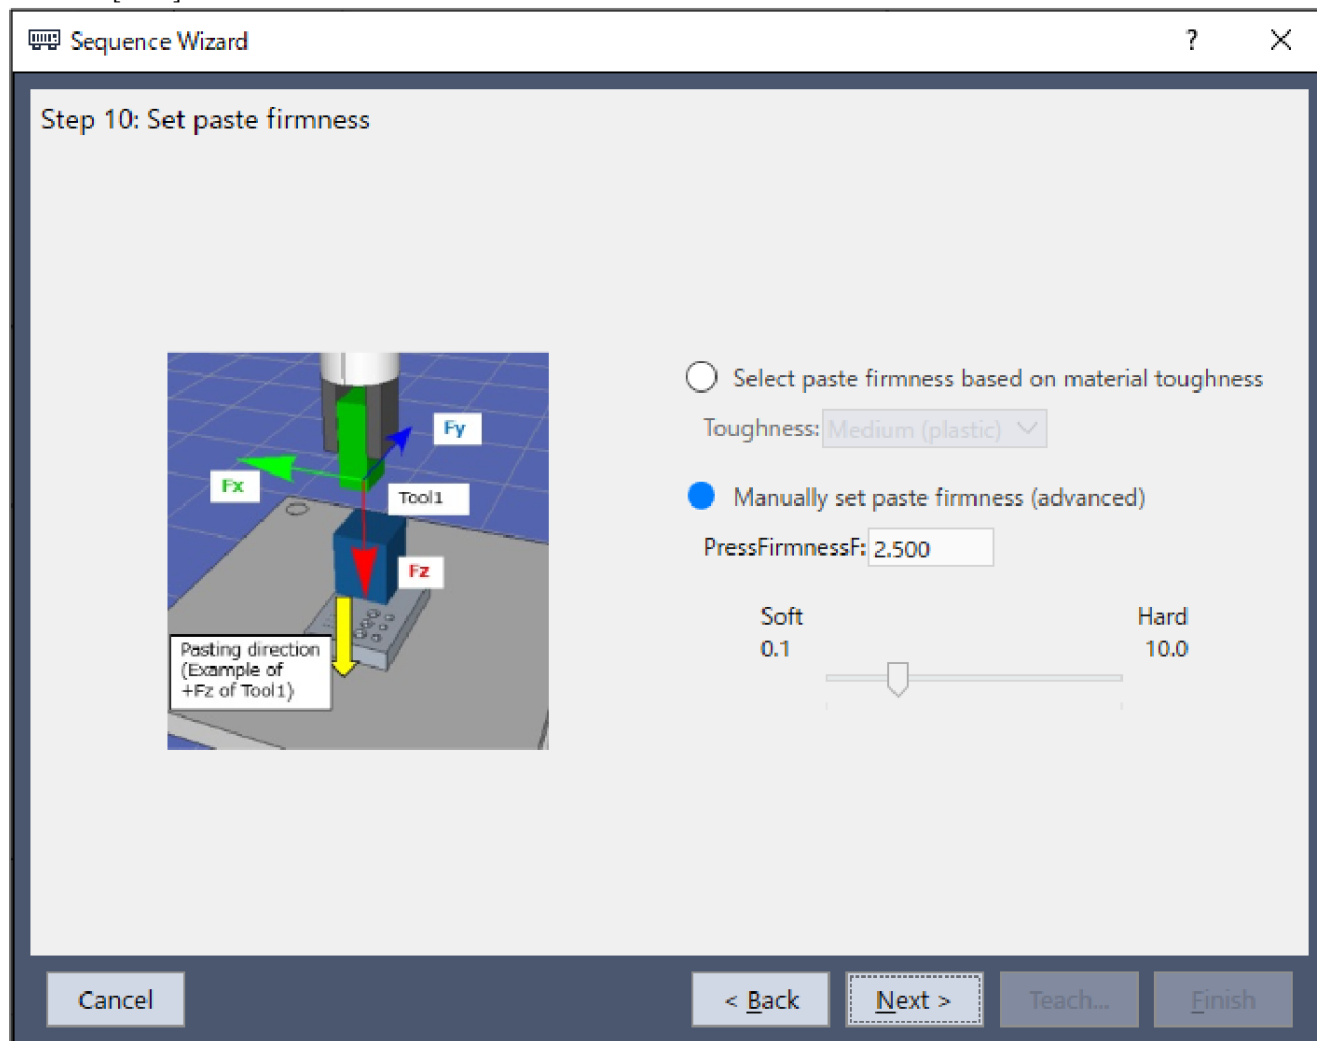 Sequence Wizard
?
Step 10: Set paste firmness
Fy
Fx
Tool1
Fz
Pasting direction
(Example of
+Fz of Tool1)
Select paste firmness based on material toughness
Toughness: Medium (plastic)
Manually set paste firmness (advanced)
PressFirmnessF: 2.500
Soft Hard
0.1 10.0
Cancel
< Back
Next >
Teach...
Finish